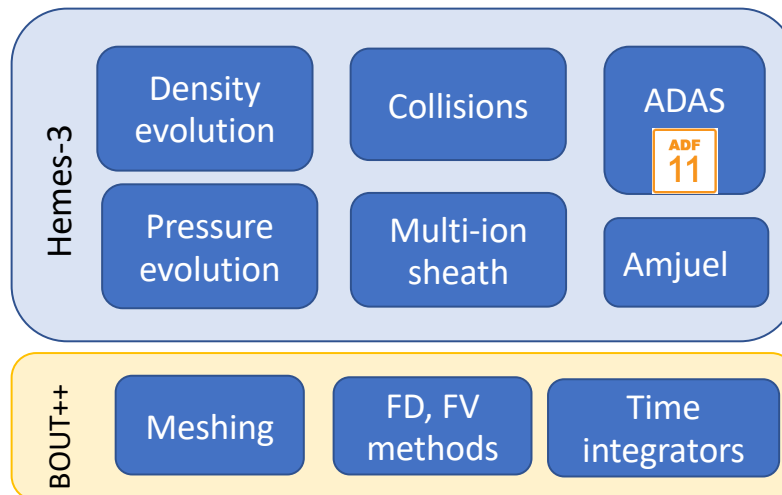 Hemes-3
Density
evolution
Collisions
ADAS
ADF
11
Pressure
evolution
Multi-ion
sheath
Amjuel
BOUT++
Meshing
FD, FV
methods
Time
integrators